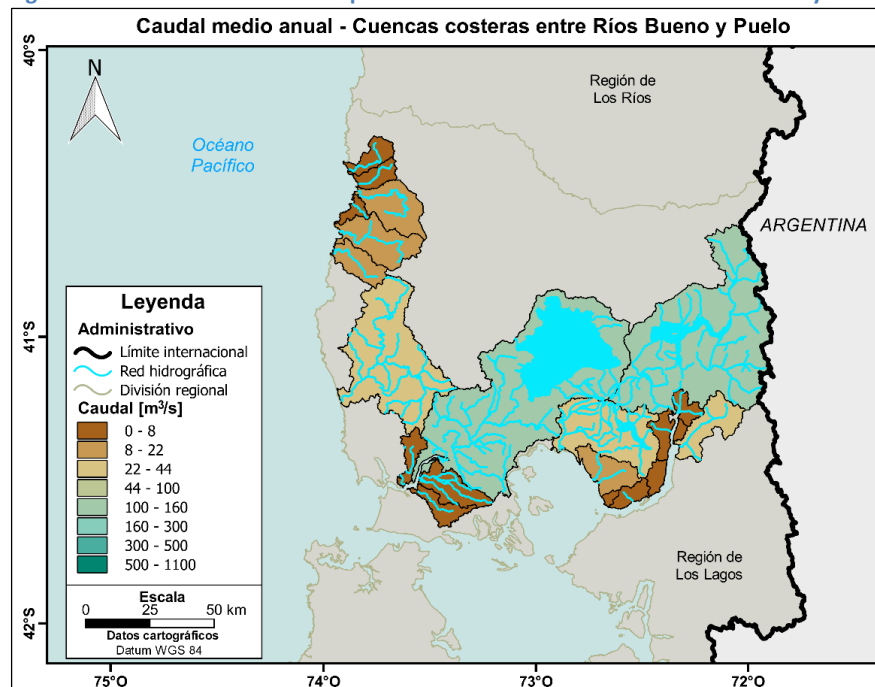 Caudal medio anual - Cuencas costeras entre Ríos Bueno y Puelo
40°S
N
Región de
Los Ríos
Océano
Pacífico
ARGENTINA
Leyenda
Administrativo
Límite internacional
Red hidrográfica
División regional
41°S
Caudal [m³/s]
0 - 8
8 - 22
22 - 44
44 - 100
100 - 160
160 - 300
300 - 500
500 - 1100
Región de
Los Lagos
Escala
0 25 50 km
Datos cartográficos
Datum WGS 84
42°S
75°O 74°O 73°O 72°O